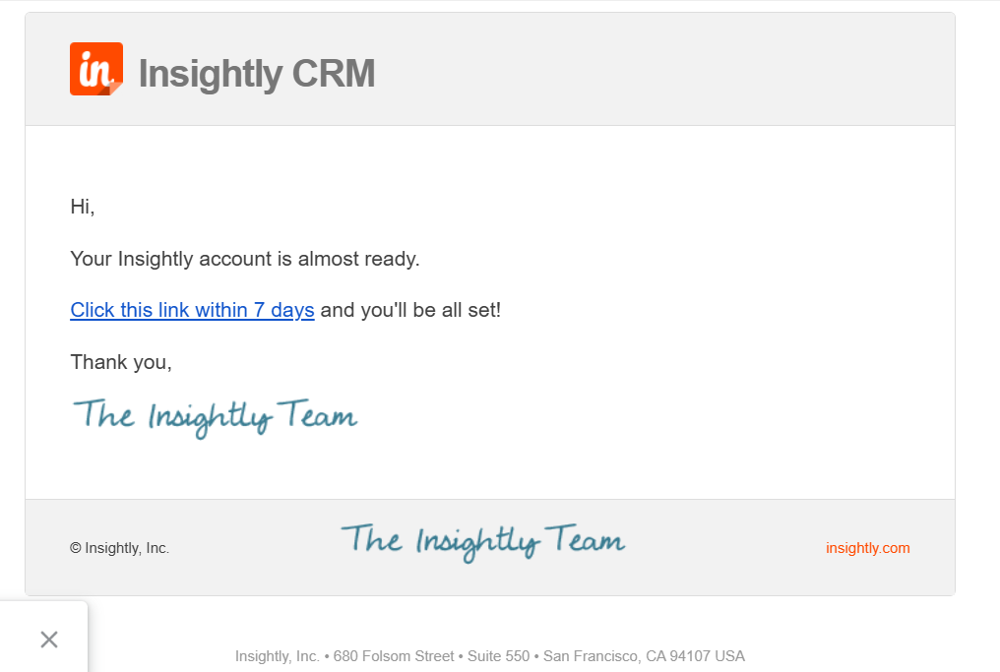 in
Insightly CRM
Hi,
Your Insightly account is almost ready.
Click this link within 7 days and you'll be all set!
Thank you,
The Insightly Team
© Insightly, Inc. The Insightly Team insightly.com
Insightly, Inc. • 680 Folsom Street • Suite 550 • San Francisco, CA 94107 USA